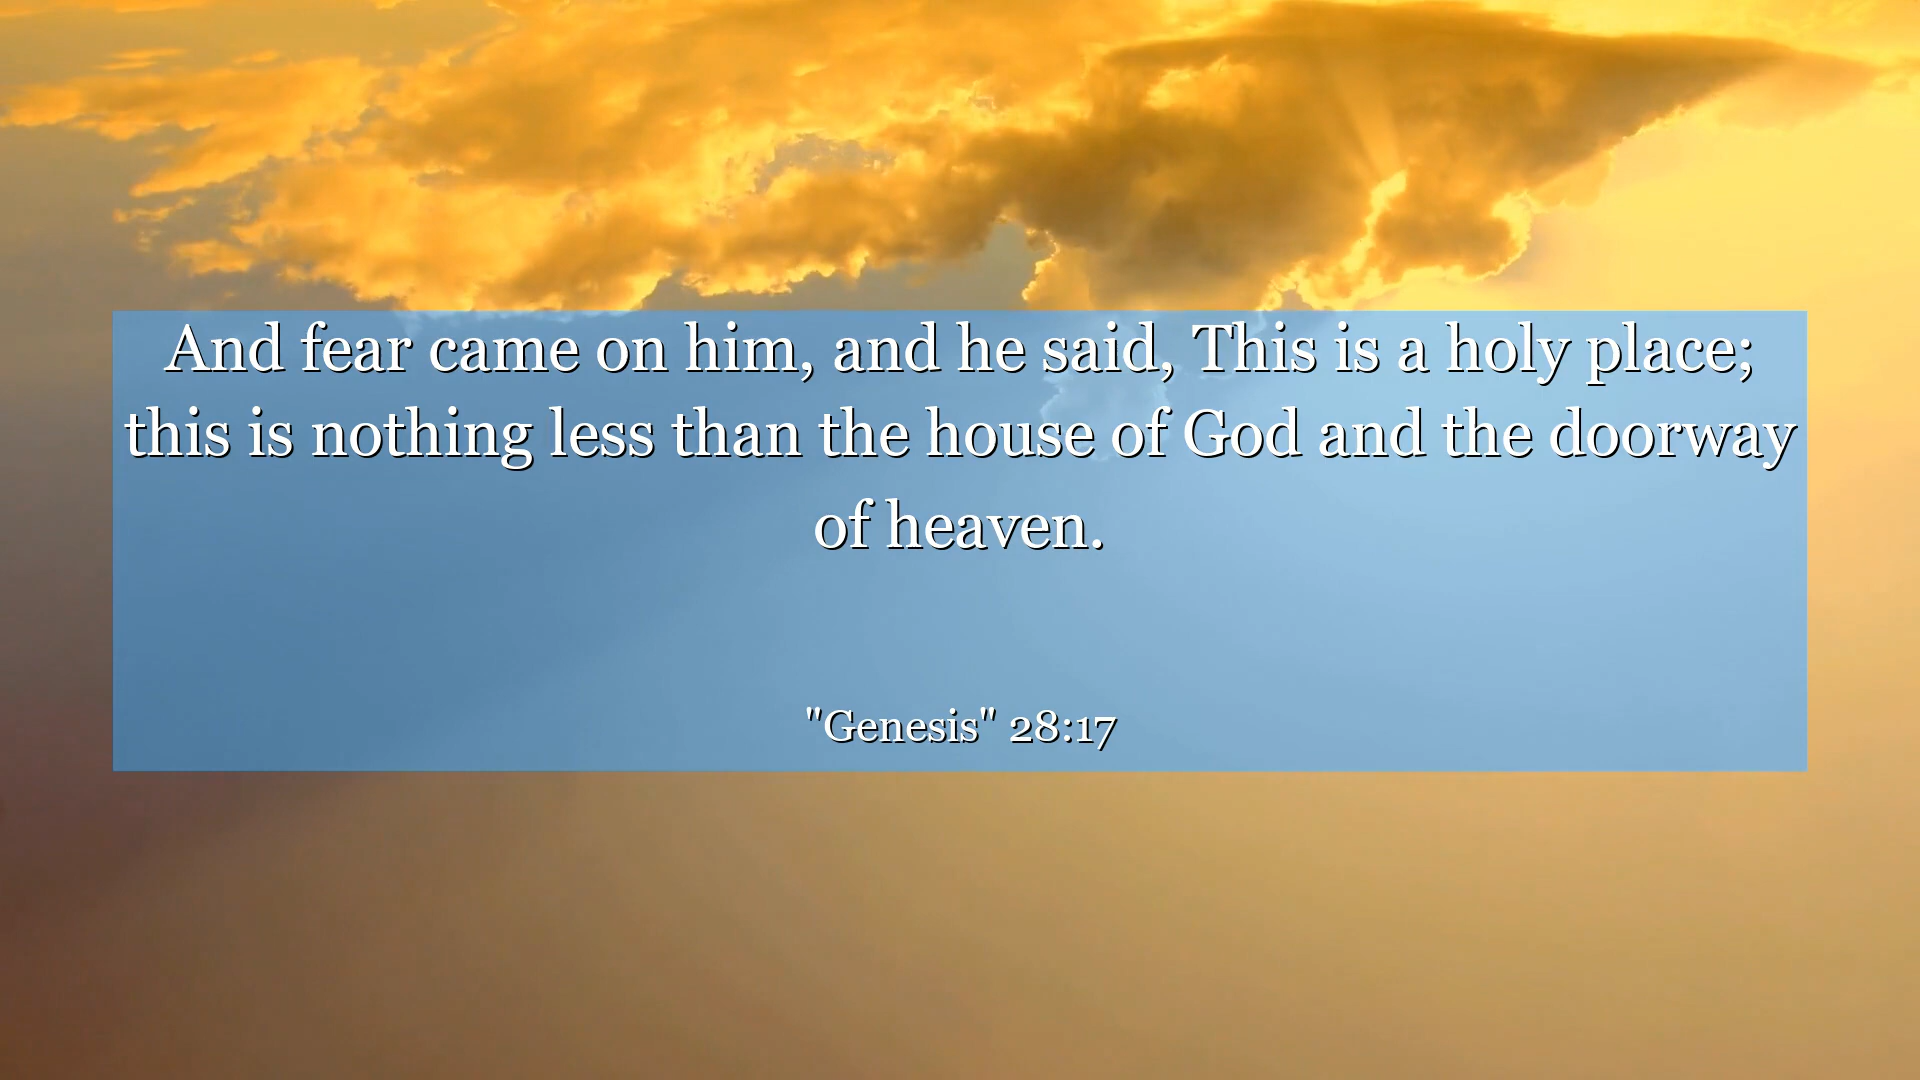 And fear came on him, and he said, This is a holy place;
this is nothing less than the house of God and the doorway
of heaven.
"Genesis" 28:17